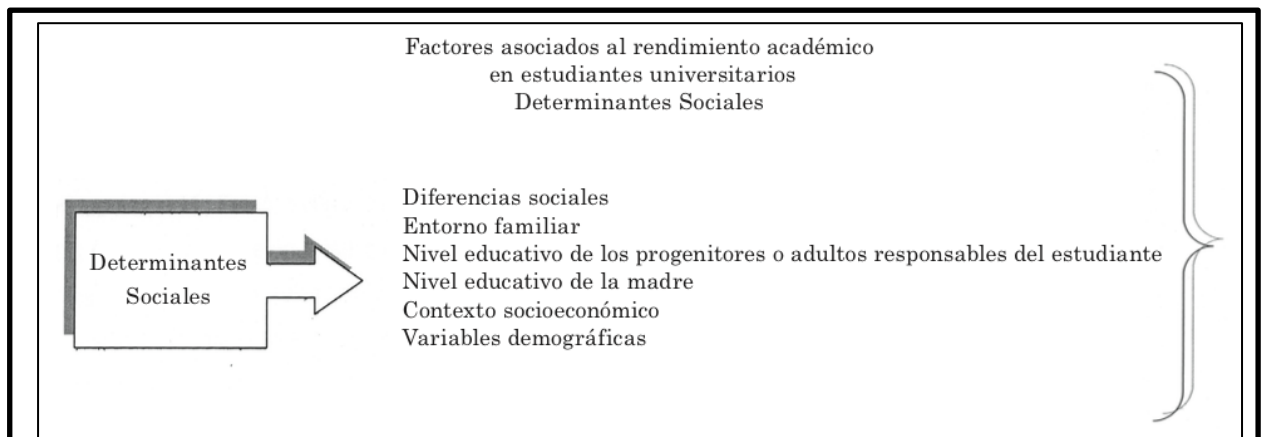 Factores asociados al rendimiento académico
en estudiantes universitarios
Determinantes Sociales
Determinantes
Sociales
Diferencias sociales
Entorno familiar
Nivel educativo de los progenitores o adultos responsables del estudiante
Nivel educativo de la madre
Contexto socioeconómico
Variables demográficas